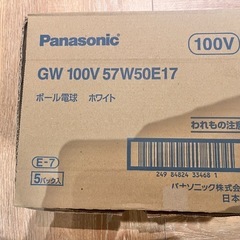 Panasonic
100V
GW 100V 57W50E17
ボール電球 ホワイト
われもの注意
E-7
5パック入
249 84824 35468 1
パナソニック株式会
日本